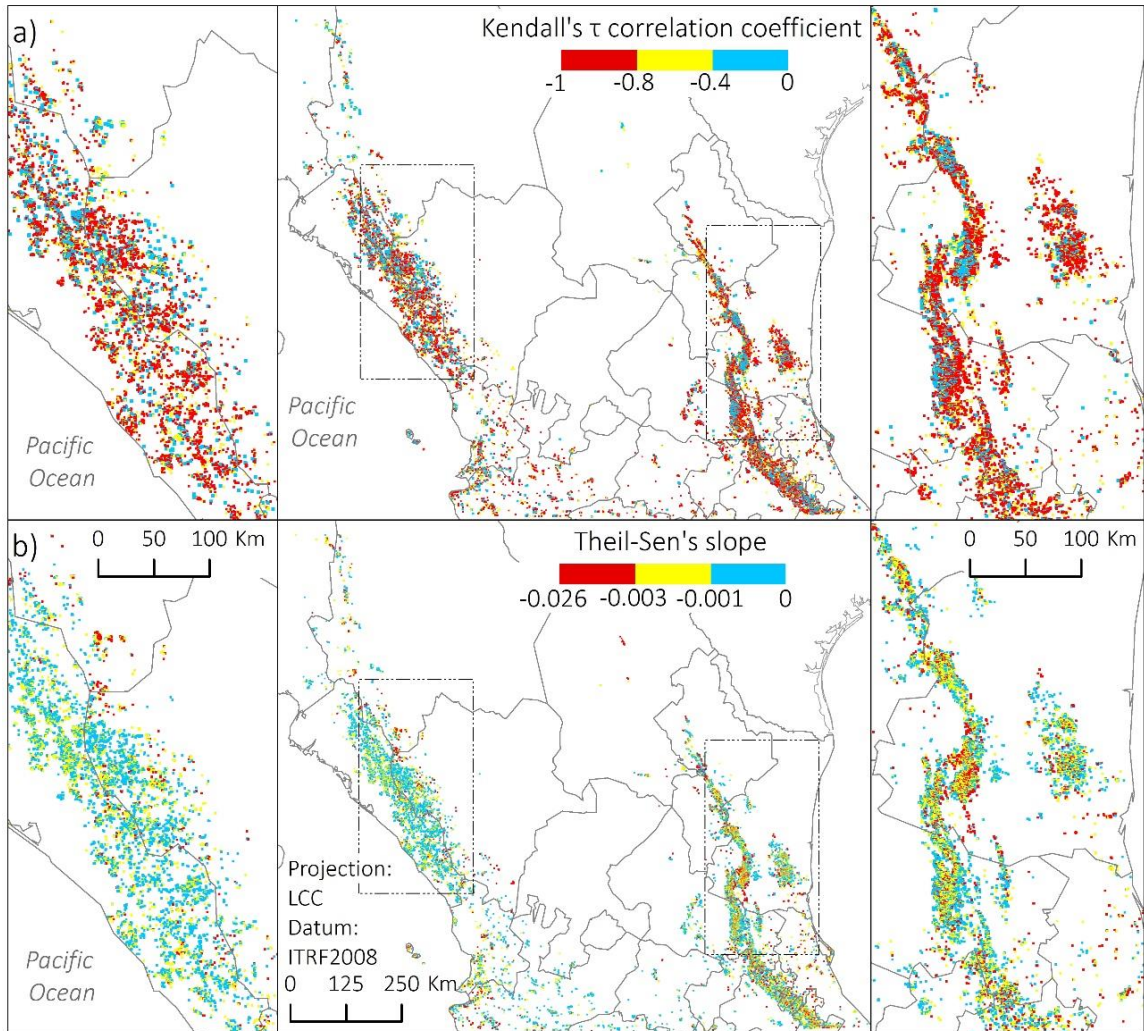 a)
Kendall's τ correlation coefficient
-1 -0.8 -0.4 0
Pacific
Ocean
Pacific
Ocean
b)
0 50 100 Km
Theil-Sen's slope
-0.026 -0.003 -0.001 0
0 50 100 Km
Projection:
LCC
Datum:
ITRF2008
0 125 250 Km
Pacific
Ocean